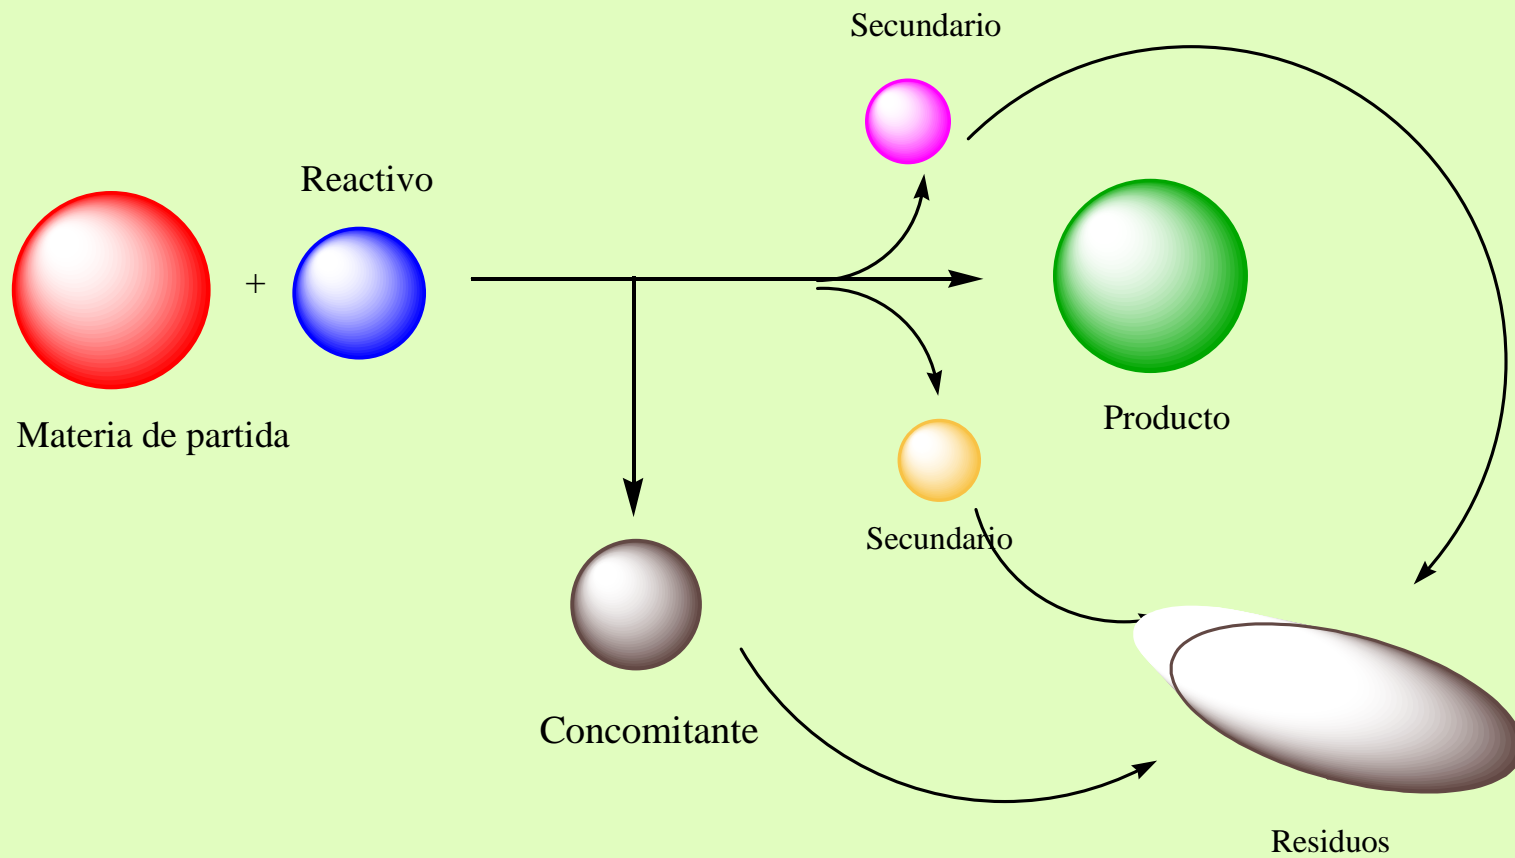 Secundario
Reactivo
+
Materia de partida
Producto
Secundario
Concomitante
Residuos